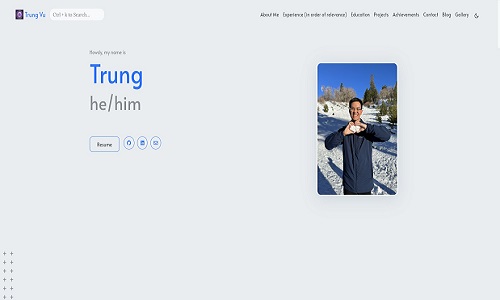 Trung Vu
Ctrl + k to Search...
About Me Experience (in order of relevance) Education Projects Achievements Contact Blog Gallery
Howdy, my name is
Trung
he/him
Resume